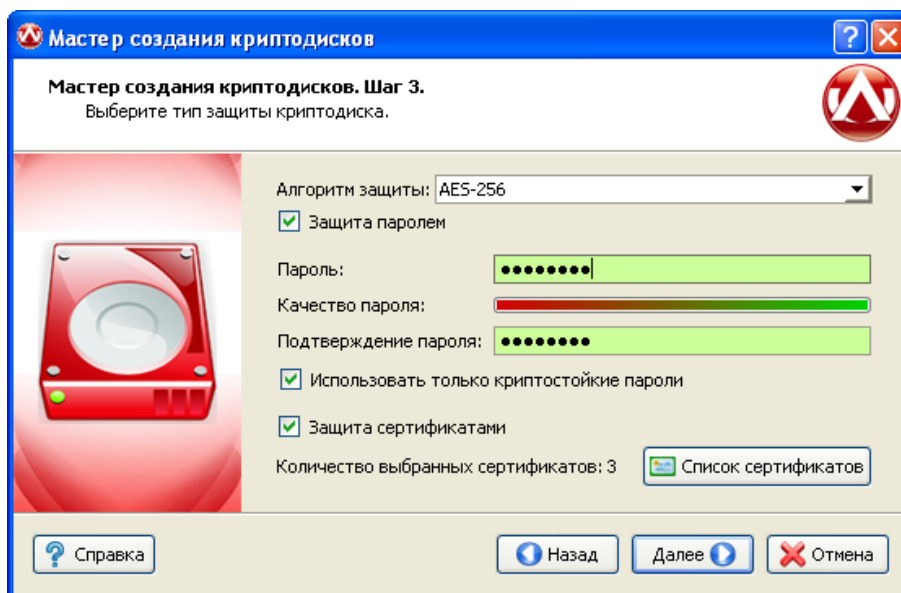 Мастер создания криптодисков
Мастер создания криптодисков. Шаг 3.
Выберите тип защиты криптодиска.
Алгоритм защиты: AES-256
Защита паролем
Пароль: ●●●●●●●●
Качество пароля:
Подтверждение пароля: ●●●●●●●●
Использовать только криптостойкие пароли
Защита сертификатами
Количество выбранных сертификатов: 3 Список сертификатов
Справка Назад Далее Отмена